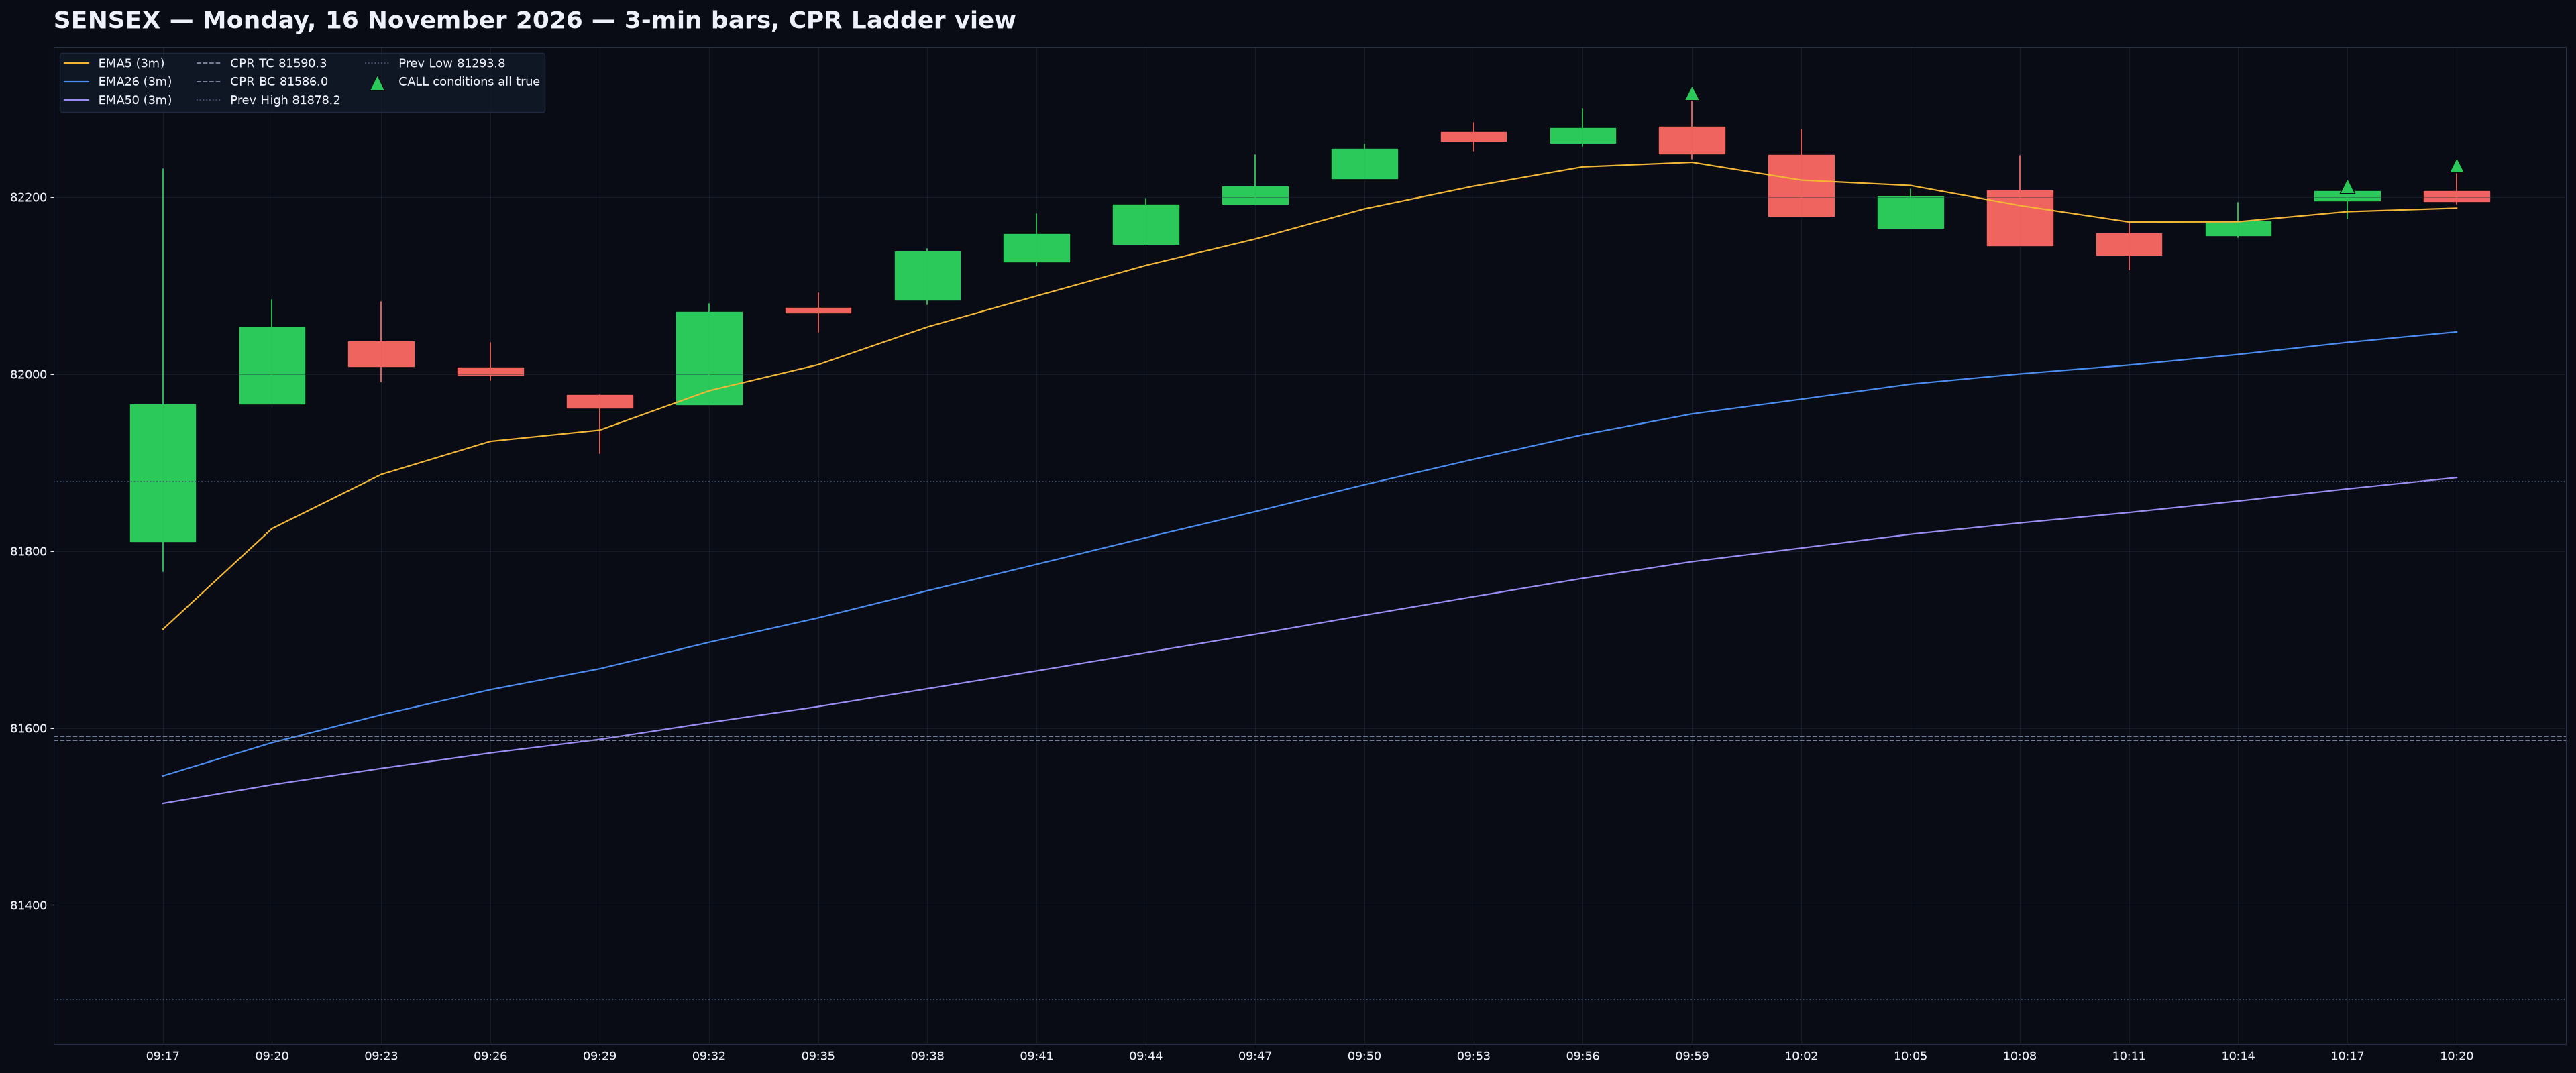 SENSEX — Monday, 16 November 2026 — 3-min bars, CPR Ladder view
EMA5 (3m)
EMA26 (3m)
EMA50 (3m)
CPR TC 81590.3
CPR BC 81586.0
Prev High 81878.2
Prev Low 81293.8
CALL conditions all true
82200
82000
81800
81600
81400
09:17 09:20 09:23 09:26 09:29 09:32 09:35 09:38 09:41 09:44 09:47 09:50 09:53 09:56 09:59 10:02 10:05 10:08 10:11 10:14 10:17 10:20